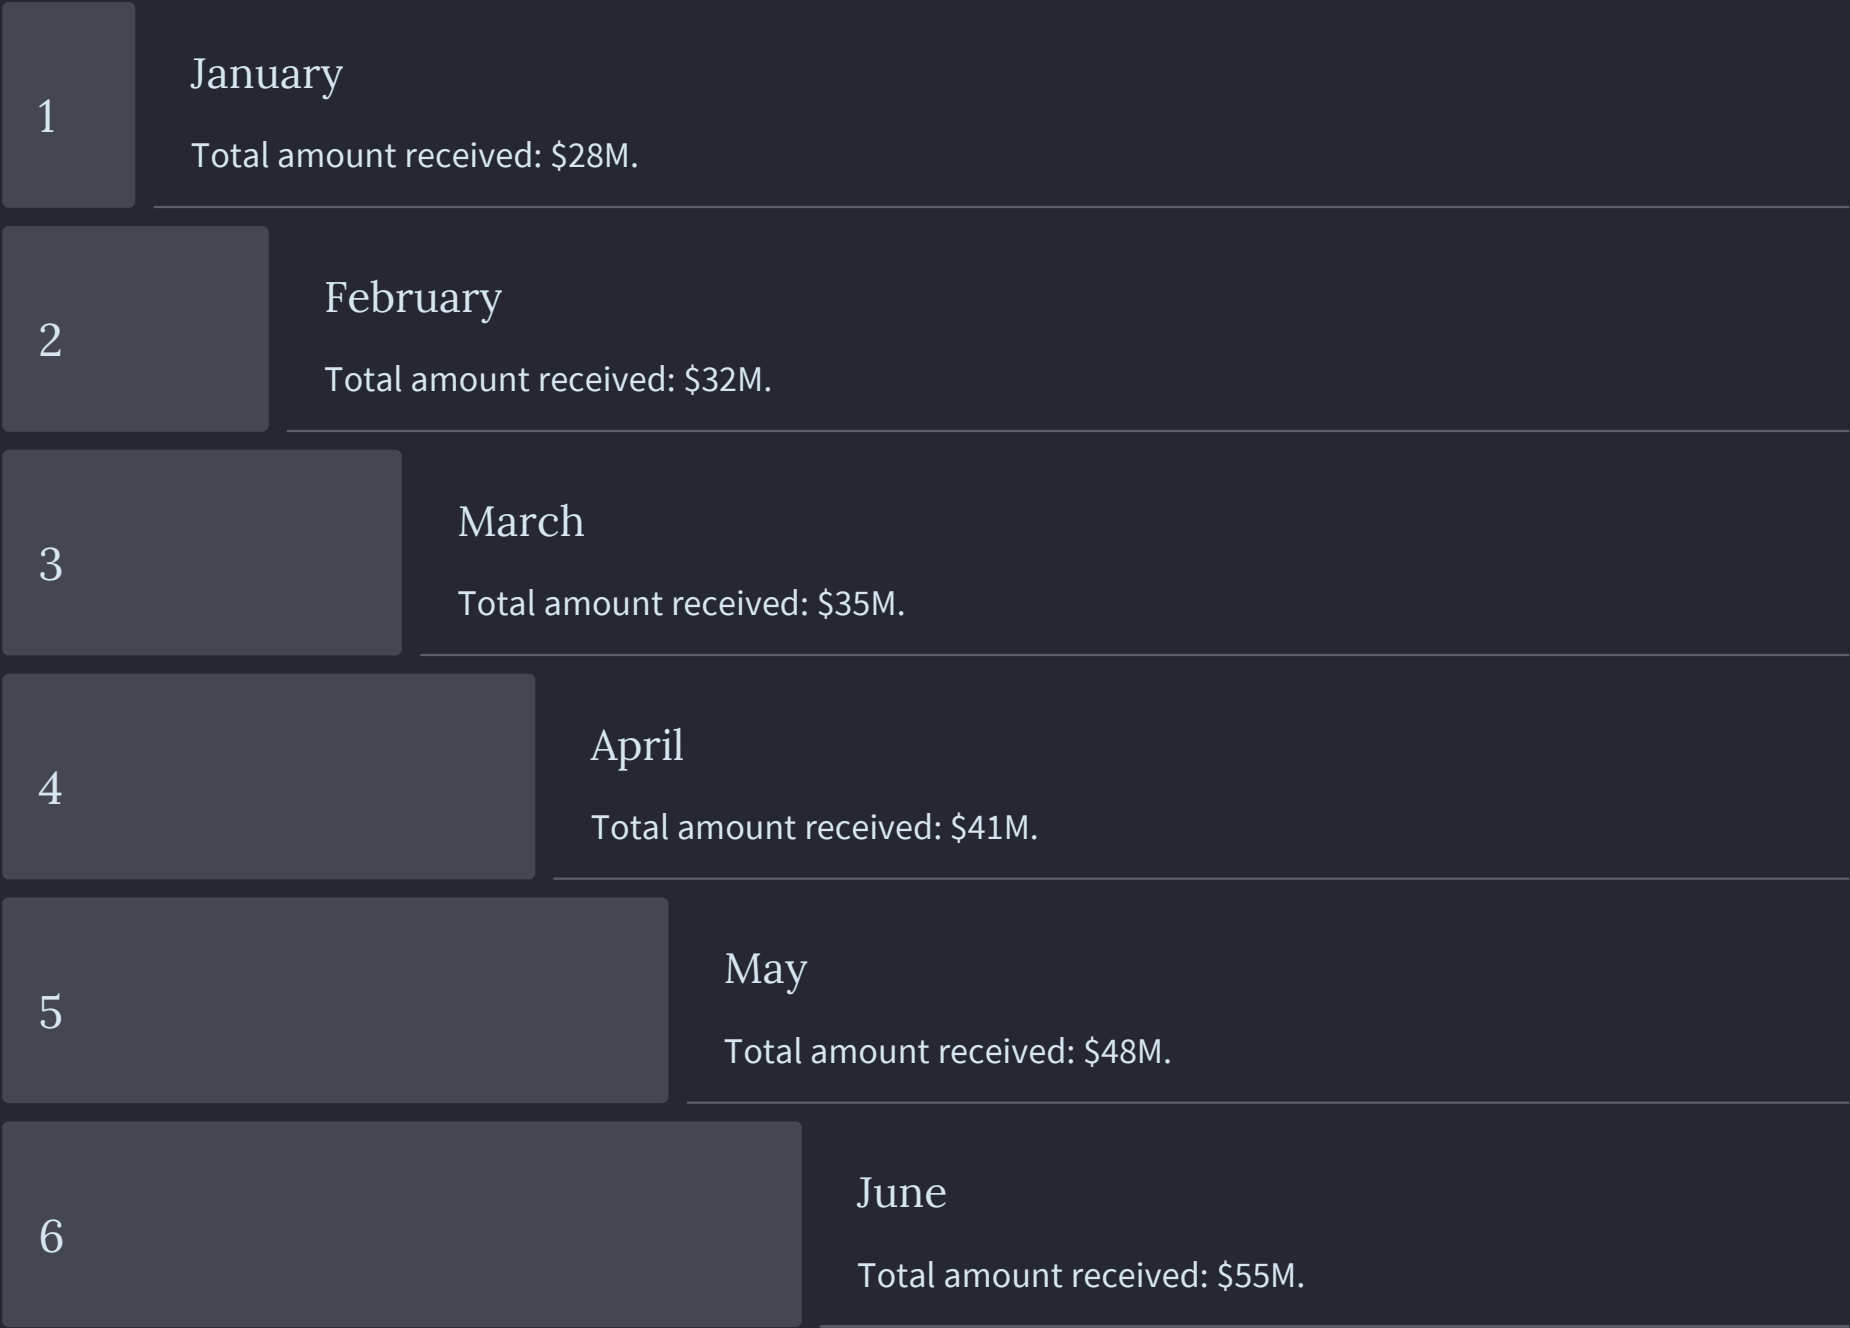 1
January
Total amount received: $28M.
2
February
Total amount received: $32M.
3
March
Total amount received: $35M.
4
April
Total amount received: $41M.
5
May
Total amount received: $48M.
6
June
Total amount received: $55M.